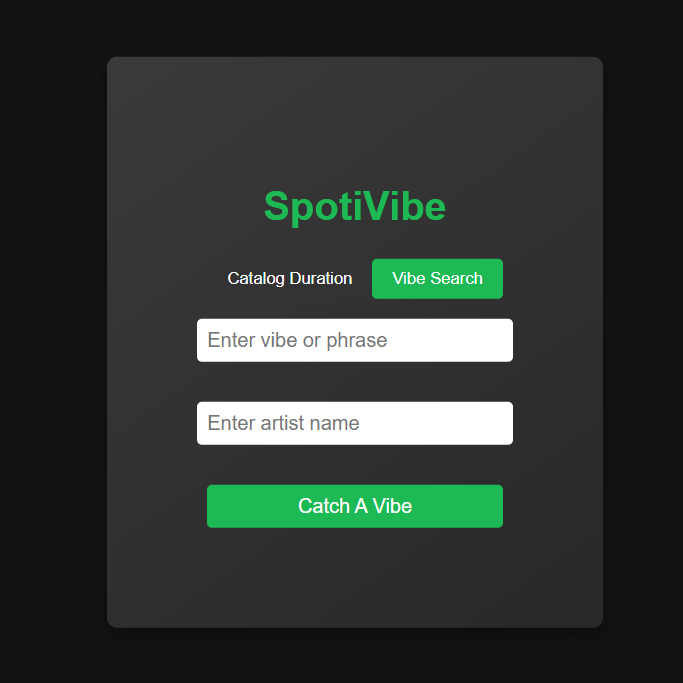 SpotiVibe
Catalog Duration Vibe Search
Enter vibe or phrase
Enter artist name
Catch A Vibe